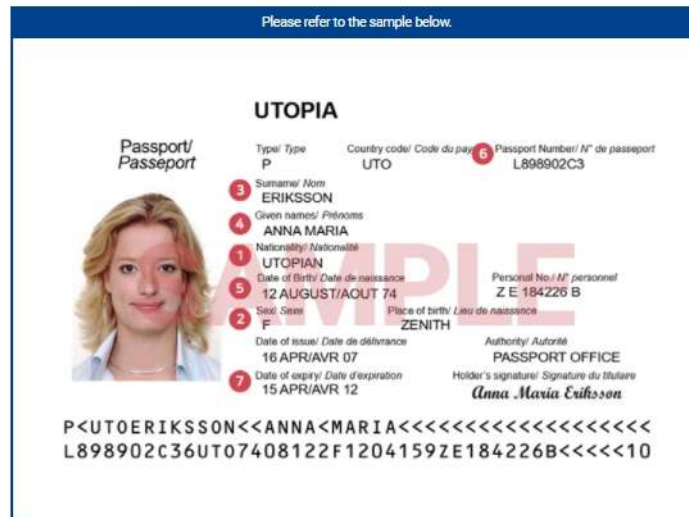 Please refer to the sample below.
UTOPIA
Passport/
Passeport
Type/ Type
Country code/ Code du pay
6
Passport Number/ N° de passeport
P
UTO
L898902C3
3
Surname/ Nom
ERIKSSON
4
Given names/ Prénoms
ANNA MARIA
1
Nationality/ Nationalité
UTOPIAN
5
Date of Birth/ Date de naissance
Personal No./ N° personnel
12 AUGUST/AOUT 74
Z E 184226 B
2
Sex/ Sexe
Place of birth/ Lieu de naissance
F
ZENITH
Date of issue/ Date de délivrance
Authority/ Autorité
16 APR/AVR 07
PASSPORT OFFICE
7
Date of expiry/ Date d'expiration
Holder's signature/ Signature du titulaire
15 APR/AVR 12
Anna Maria Eriksson
SAMPLE
P<UTOERIKSSON<<ANNA<MARIA<<<<<<<<<<<<<<<<<<<
L898902C36UTO7408122F1204159ZE184226B<<<<<10